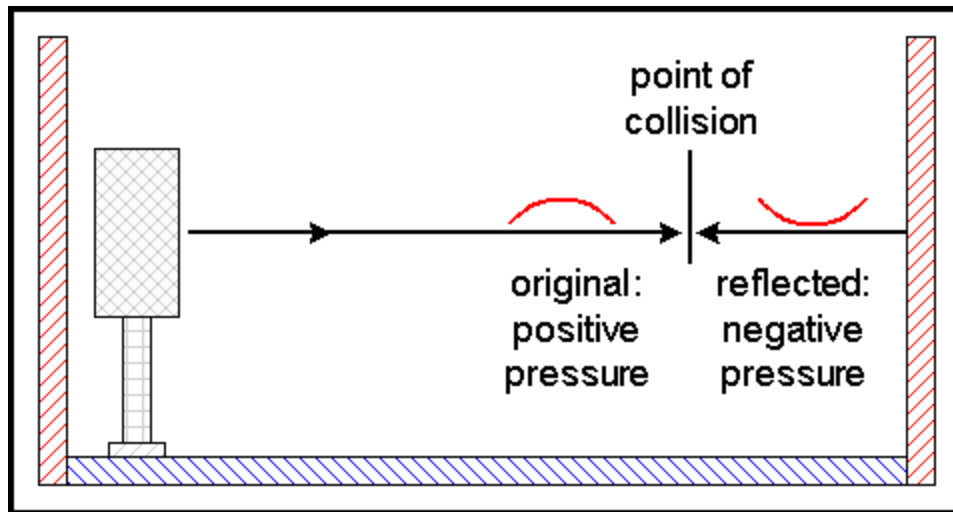 point of
collision
original:
positive
pressure
reflected:
negative
pressure